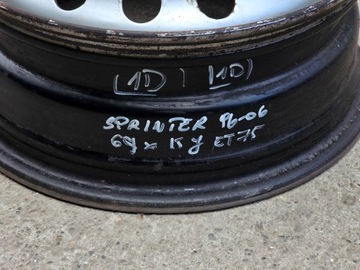 (1D) (1D)
SPRINTER 96-06
6J x 15 J ET75